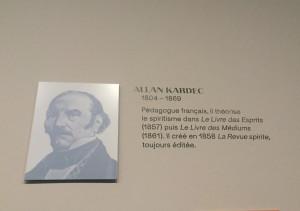 ALLAN KARDEC
1804 – 1869
Pédagogue français, il théorise
le spiritisme dans Le Livre des Esprits
(1857) puis Le Livre des Médiums
(1861). Il crée en 1858 La Revue spirite,
toujours éditée.